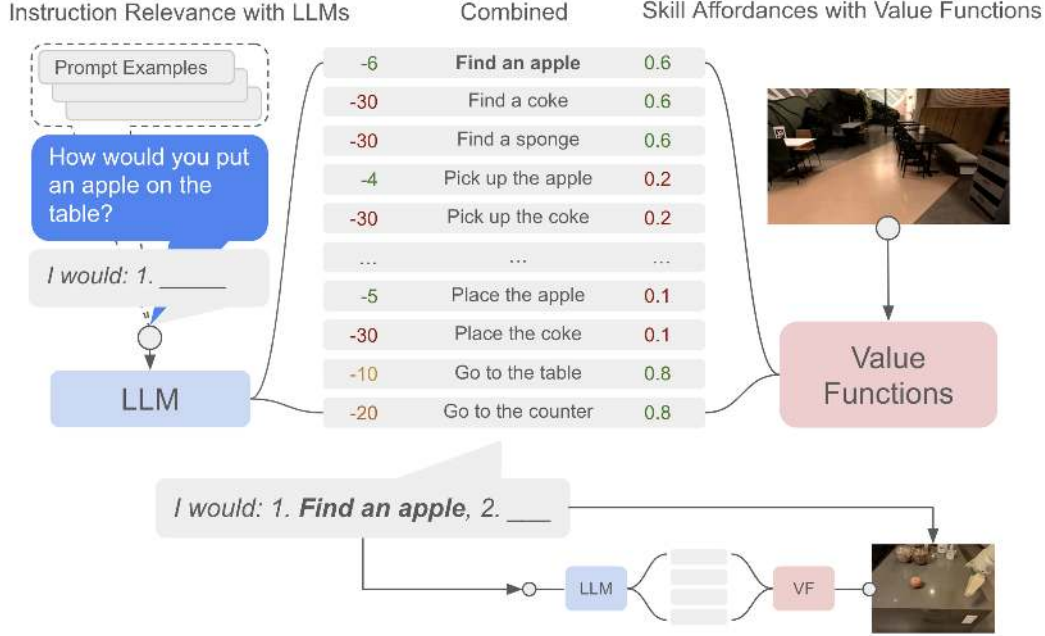 Instruction Relevance with LLMs
Combined
Skill Affordances with Value Functions
Prompt Examples
How would you put
an apple on the
table?
I would: 1. _____
LLM
-6 Find an apple 0.6
-30 Find a coke 0.6
-30 Find a sponge 0.6
-4 Pick up the apple 0.2
-30 Pick up the coke 0.2
... ... ...
-5 Place the apple 0.1
-30 Place the coke 0.1
-10 Go to the table 0.8
-20 Go to the counter 0.8
Value
Functions
I would: 1. Find an apple, 2. ___
LLM
VF